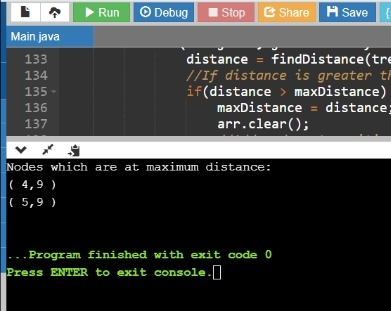 Run Debug Stop Share Save {
Main java
133 distance = findDistance(tre
134 //If distance is greater th
135 if(distance > maxDistance)
136 maxDistance = distance;
137 arr.clear();
Nodes which are at maximum distance:
( 4,9 )
( 5,9 )
...Program finished with exit code 0
Press ENTER to exit console.